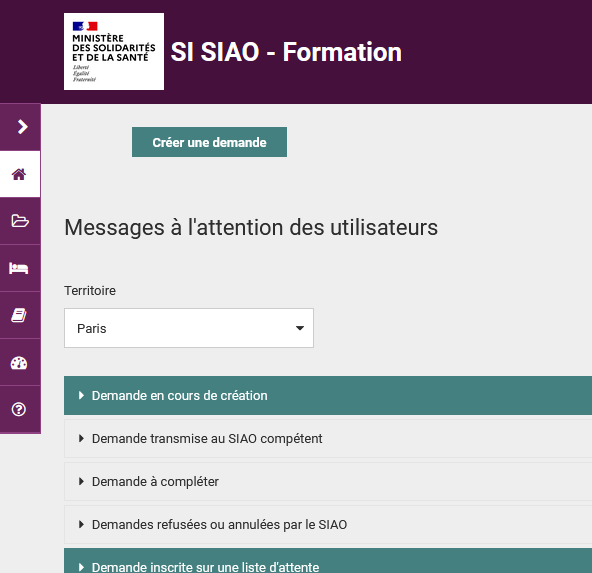 MINISTÈRE
DES SOLIDARITÉS
ET DE LA SANTÉ
Liberté
Égalité
Fraternité
SI SIAO - Formation
Créer une demande
Messages à l'attention des utilisateurs
Territoire
Paris
Demande en cours de création
Demande transmise au SIAO compétent
Demande à compléter
Demandes refusées ou annulées par le SIAO
Demande inscrite sur une liste d'attente